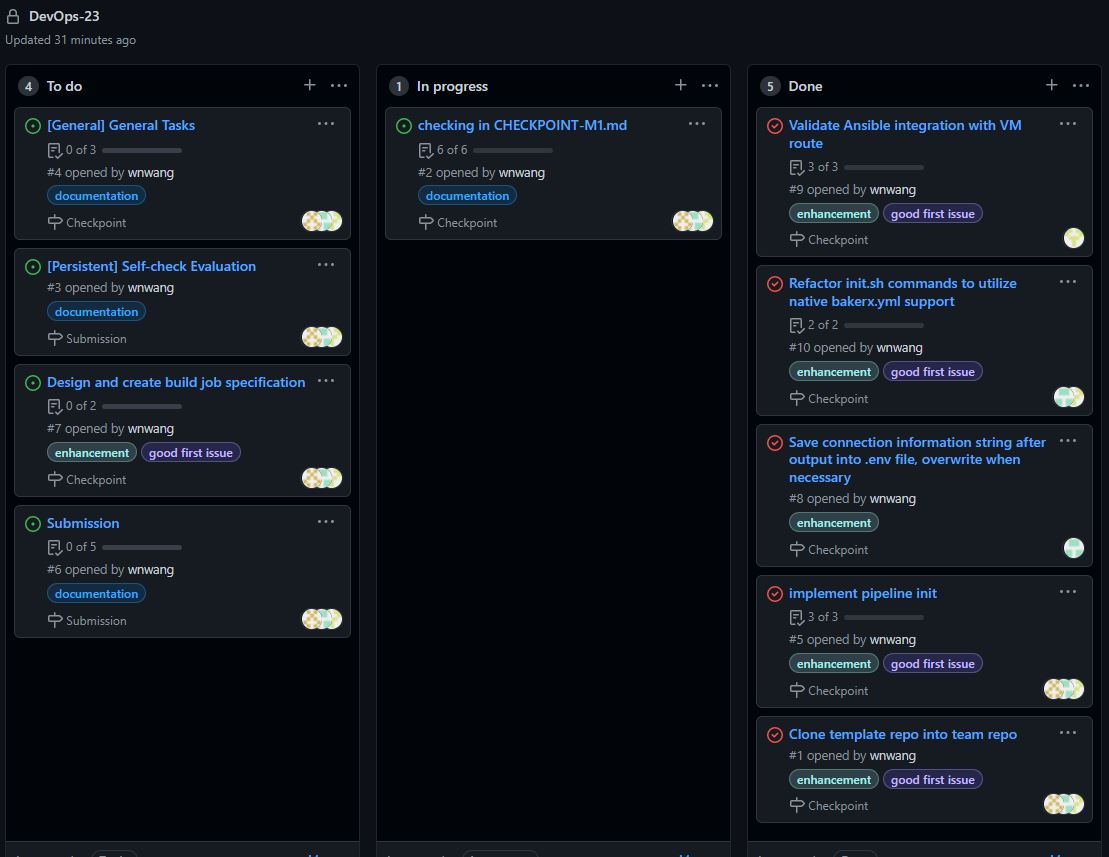 DevOps-23
Updated 31 minutes ago
4 To do
[General] General Tasks
0 of 3
#4 opened by wnwang
documentation
Checkpoint
[Persistent] Self-check Evaluation
#3 opened by wnwang
documentation
Submission
Design and create build job specification
0 of 2
#7 opened by wnwang
enhancement good first issue
Checkpoint
Submission
0 of 5
#6 opened by wnwang
documentation
Submission
1 In progress
checking in CHECKPOINT-M1.md
6 of 6
#2 opened by wnwang
documentation
Checkpoint
5 Done
Validate Ansible integration with VM
route
3 of 3
#9 opened by wnwang
enhancement good first issue
Checkpoint
Refactor init.sh commands to utilize
native bakerx.yml support
2 of 2
#10 opened by wnwang
enhancement good first issue
Checkpoint
Save connection information string after
output into .env file, overwrite when
necessary
#8 opened by wnwang
enhancement
Checkpoint
implement pipeline init
3 of 3
#5 opened by wnwang
enhancement good first issue
Checkpoint
Clone template repo into team repo
#1 opened by wnwang
enhancement good first issue
Checkpoint